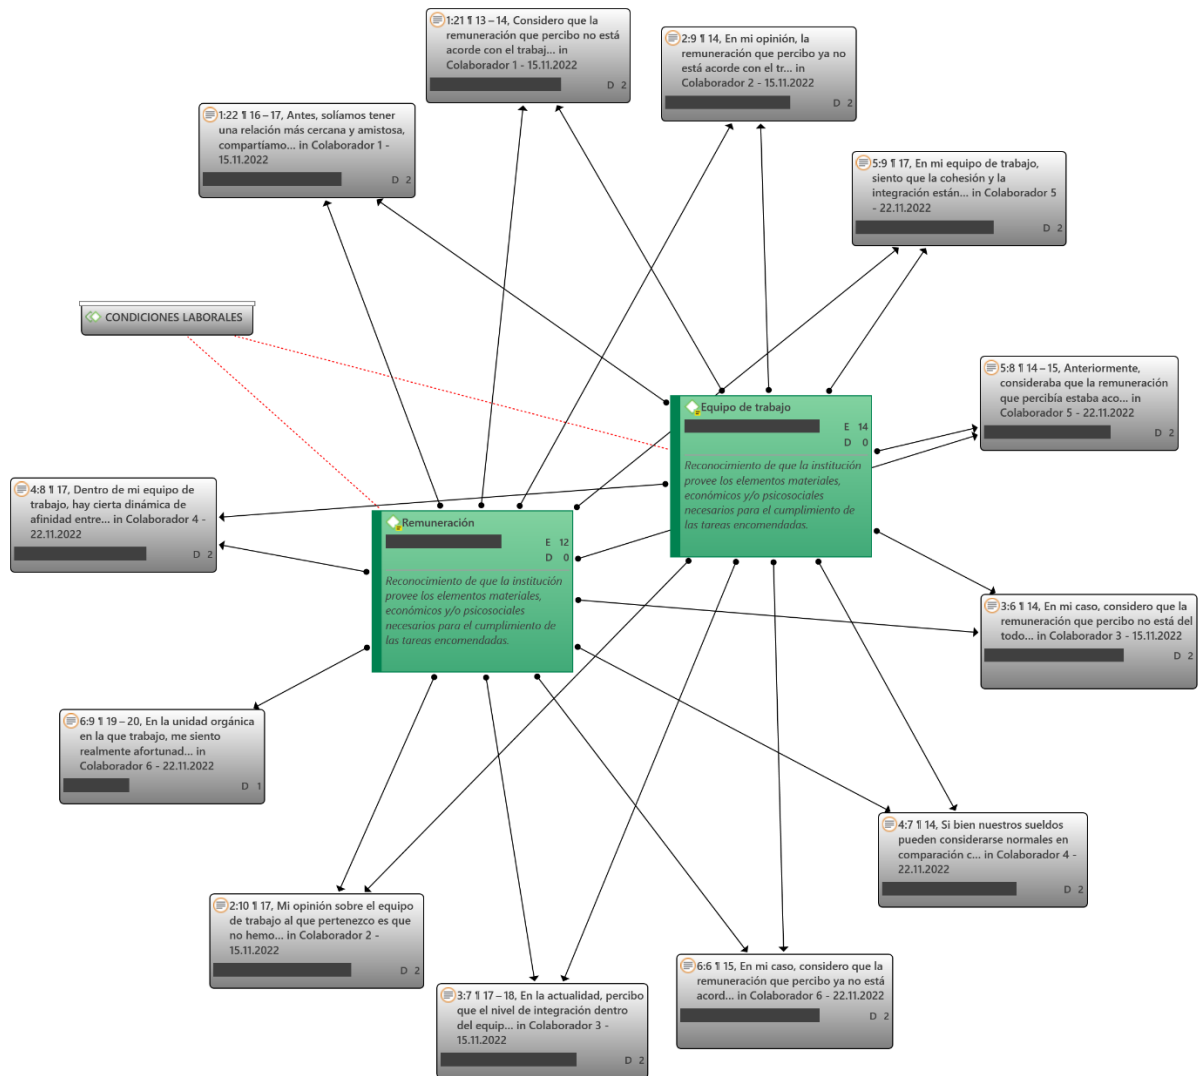 1:21 ¶ 13 – 14, Considero que la
remuneración que percibo no está
acorde con el trabaj... in
Colaborador 1 - 15.11.2022
D 2
2:9 ¶ 14, En mi opinión, la
remuneración que percibo ya no
está acorde con el tr... in
Colaborador 2 - 15.11.2022
D 2
1:22 ¶ 16 – 17, Antes, solíamos tener
una relación más cercana y amistosa,
compartíamo... in Colaborador 1 -
15.11.2022
D 2
5:9 ¶ 17, En mi equipo de trabajo,
siento que la cohesión y la
integración están... in Colaborador 5
- 22.11.2022
D 2
CONDICIONES LABORALES
5:8 ¶ 14 – 15, Anteriormente,
consideraba que la remuneración
que percibía estaba aco... in
Colaborador 5 - 22.11.2022
D 2
Equipo de trabajo
E 14
D 0
Reconocimiento de que la institución
provee los elementos materiales,
económicos y/o psicosociales
necesarios para el cumplimiento de
las tareas encomendadas.
4:8 ¶ 17, Dentro de mi equipo de
trabajo, hay cierta dinámica de
afinidad entre... in Colaborador 4 -
22.11.2022
D 2
Remuneración
E 12
D 0
Reconocimiento de que la institución
provee los elementos materiales,
económicos y/o psicosociales
necesarios para el cumplimiento de
las tareas encomendadas.
3:6 ¶ 14, En mi caso, considero que la
remuneración que percibo no está del
todo... in Colaborador 3 - 15.11.2022
D 2
6:9 ¶ 19 – 20, En la unidad orgánica
en la que trabajo, me siento
realmente afortunad... in
Colaborador 6 - 22.11.2022
D 1
4:7 ¶ 14, Si bien nuestros sueldos
pueden considerarse normales en
comparación c... in Colaborador 4 -
22.11.2022
D 2
2:10 ¶ 17, Mi opinión sobre el equipo
de trabajo al que pertenezco es que
no hemo... in Colaborador 2 -
15.11.2022
D 2
6:6 ¶ 15, En mi caso, considero que la
remuneración que percibo ya no está
acord... in Colaborador 6 - 22.11.2022
D 2
3:7 ¶ 17 – 18, En la actualidad, percibo
que el nivel de integración dentro
del equip... in Colaborador 3 -
15.11.2022
D 2